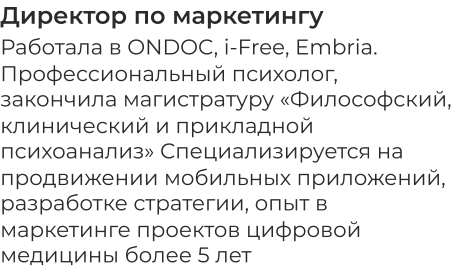 Директор по маркетингу
Работала в ONDOC, i-Free, Embria.
Профессиональный психолог,
закончила магистратуру «Философский,
клинический и прикладной
психоанализ» Специализируется на
продвижении мобильных приложений,
разработке стратегии, опыт в
маркетинге проектов цифровой
медицины более 5 лет